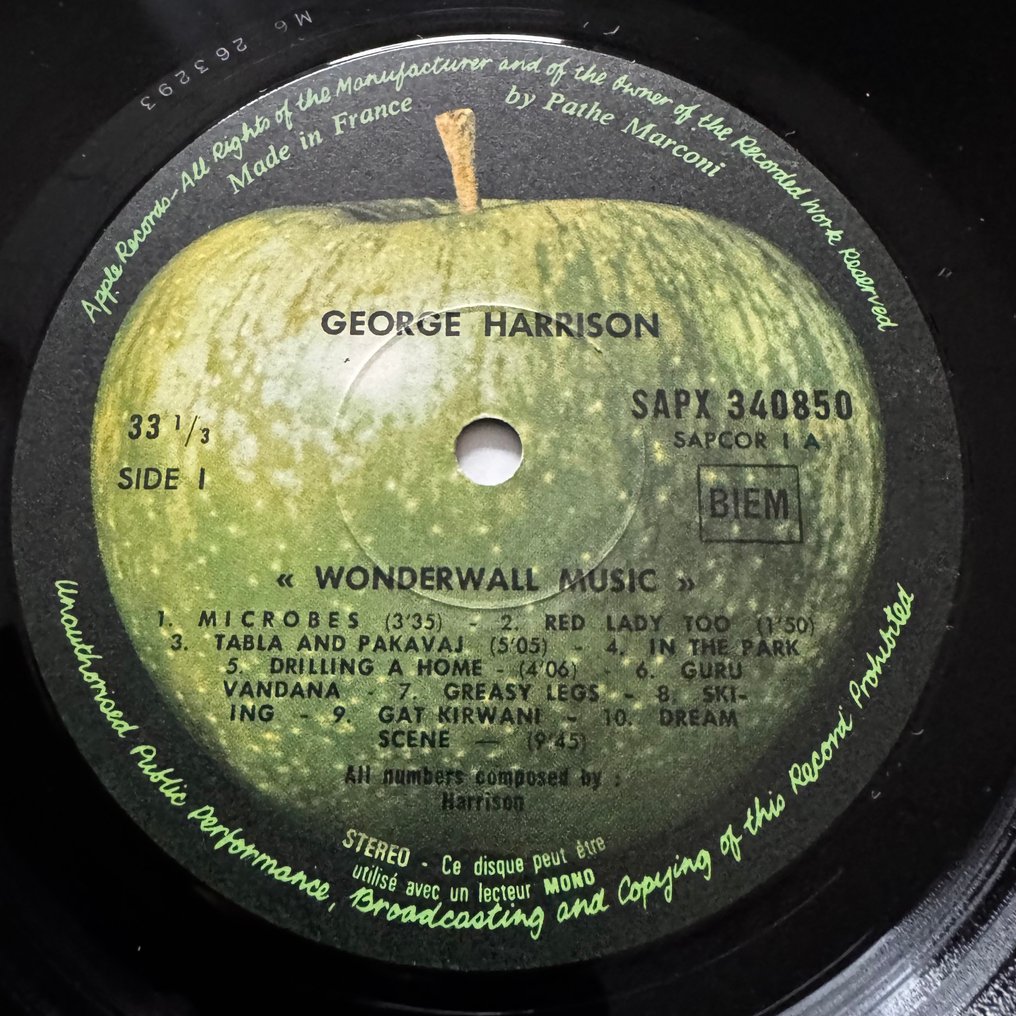 M6 263293
Apple Records - All Rights of the Manufacturer and of the Owner of the Recorded Work Reserved
Made in France by Pathe Marconi
GEORGE HARRISON
33 1/3
SIDE 1
SAPX 340850
SAPCOR 1 A
BIEM
« WONDERWALL MUSIC »
1. MICROBES (3'35) - 2. RED LADY TOO (1'50)
3. TABLA AND PAKAVAJ (5'05) - 4. IN THE PARK
5. DRILLING A HOME - (4'06) - 6. GURU
VANDANA - 7. GREASY LEGS - 8. SKI-
ING - 9. GAT KIRWANI - 10. DREAM
SCENE — (9'45)
All numbers composed by :
Harrison
STEREO - Ce disque peut être
utilisé avec un lecteur MONO
Unauthorised Public Performance, Broadcasting and Copying of this Record Prohibited